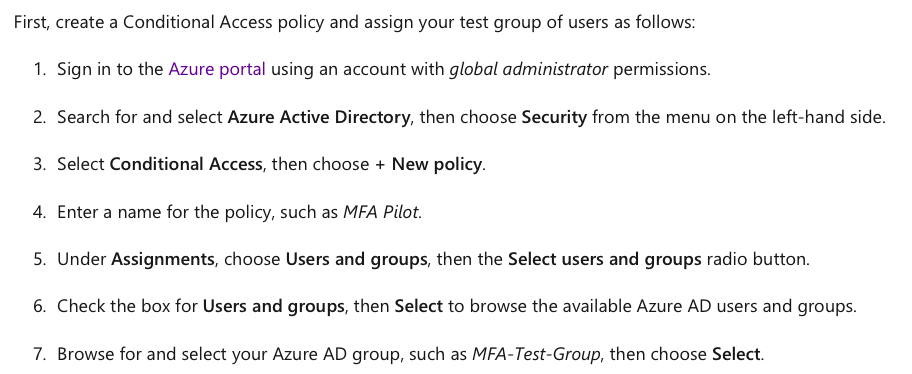 First, create a Conditional Access policy and assign your test group of users as follows:
1. Sign in to the Azure portal using an account with global administrator permissions.
2. Search for and select Azure Active Directory, then choose Security from the menu on the left-hand side.
3. Select Conditional Access, then choose + New policy.
4. Enter a name for the policy, such as MFA Pilot.
5. Under Assignments, choose Users and groups, then the Select users and groups radio button.
6. Check the box for Users and groups, then Select to browse the available Azure AD users and groups.
7. Browse for and select your Azure AD group, such as MFA-Test-Group, then choose Select.